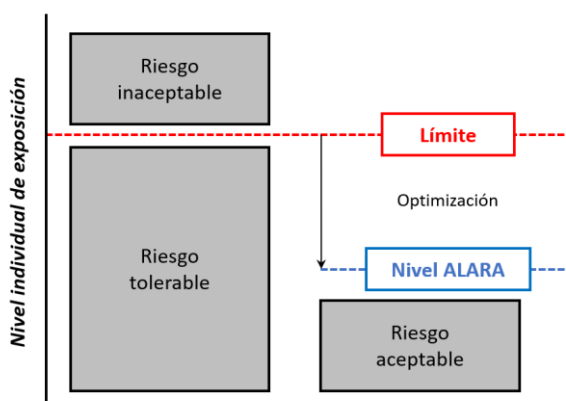 Nivel individual de exposición
Riesgo
inaceptable
Límite
Optimización
Riesgo
tolerable
Nivel ALARA
Riesgo
aceptable